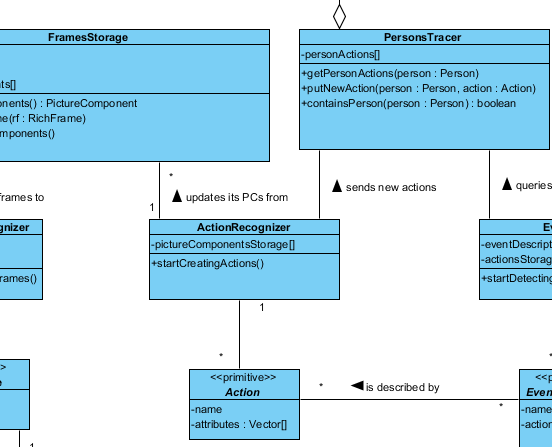 FramesStorage
ts[]
onents() : PictureComponent
ne(rf : RichFrame)
mponents()
PersonsTracer
-personActions[]
+getPersonActions(person : Person)
+putNewAction(person : Person, action : Action)
+containsPerson(person : Person) : boolean
*
1
▲ updates its PCs from
▲ sends new actions
▲ queries
frames to
gnizer
rames()
ActionRecognizer
-pictureComponentsStorage[]
+startCreatingActions()
Ev
-eventDescript
-actionsStorag
+startDetecting
1
*
*
>
e
<<primitive>>
Action
-name
-attributes : Vector[]
*
◄ is described by
*
<<p
Even
-name
-action
1